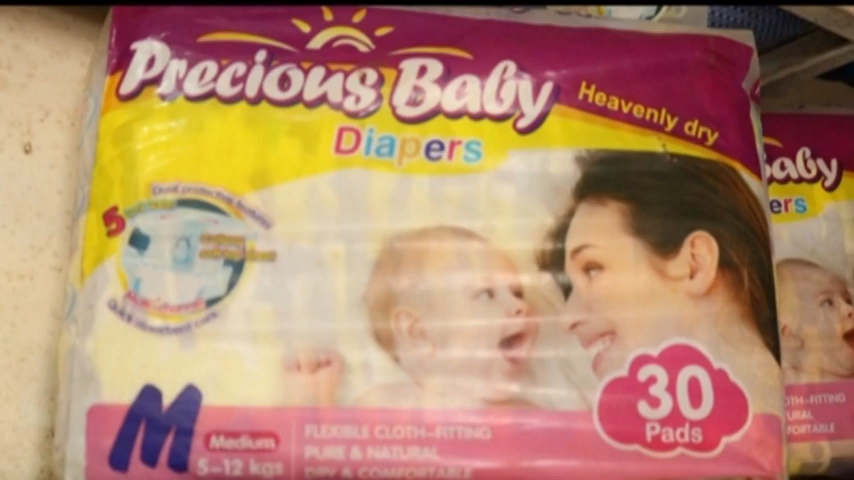 Precious Baby
Heavenly dry
Diapers
5
M
Medium
5-12 kgs
FLEXIBLE CLOTH-FITTING
PURE & NATURAL
DRY & COMFORTABLE
30
Pads
aby
ers
OTH-FITTING
URAL
FORTABLE